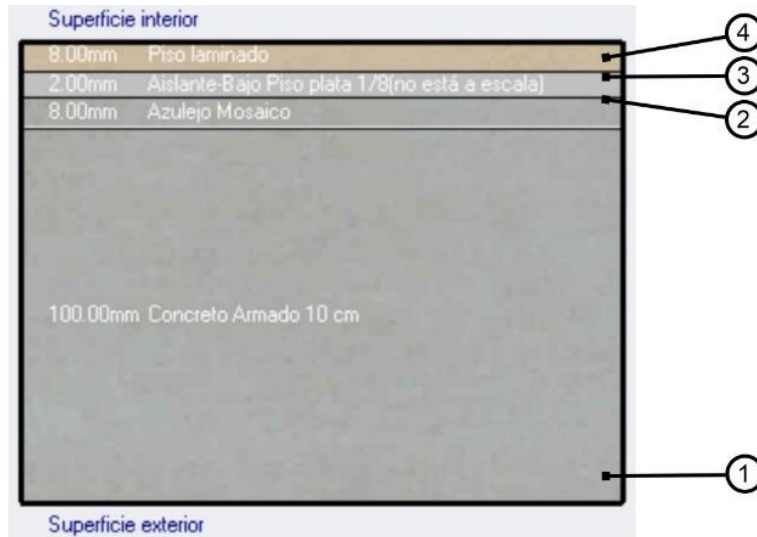 Superficie interior
8.00mm Piso laminado
2.00mm Aislante-Bajo Piso plata 1/8(no está a escala)
8.00mm Azulejo Mosaico
100.00mm Concreto Armado 10 cm
Superficie exterior
4
3
2
1